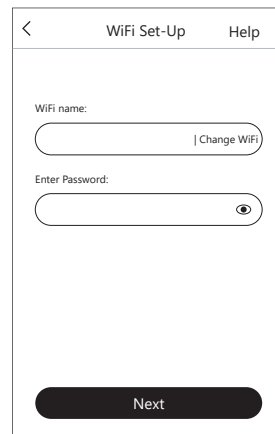 WiFi Set-Up Help
WiFi name:
| Change WiFi
Enter Password:
Next